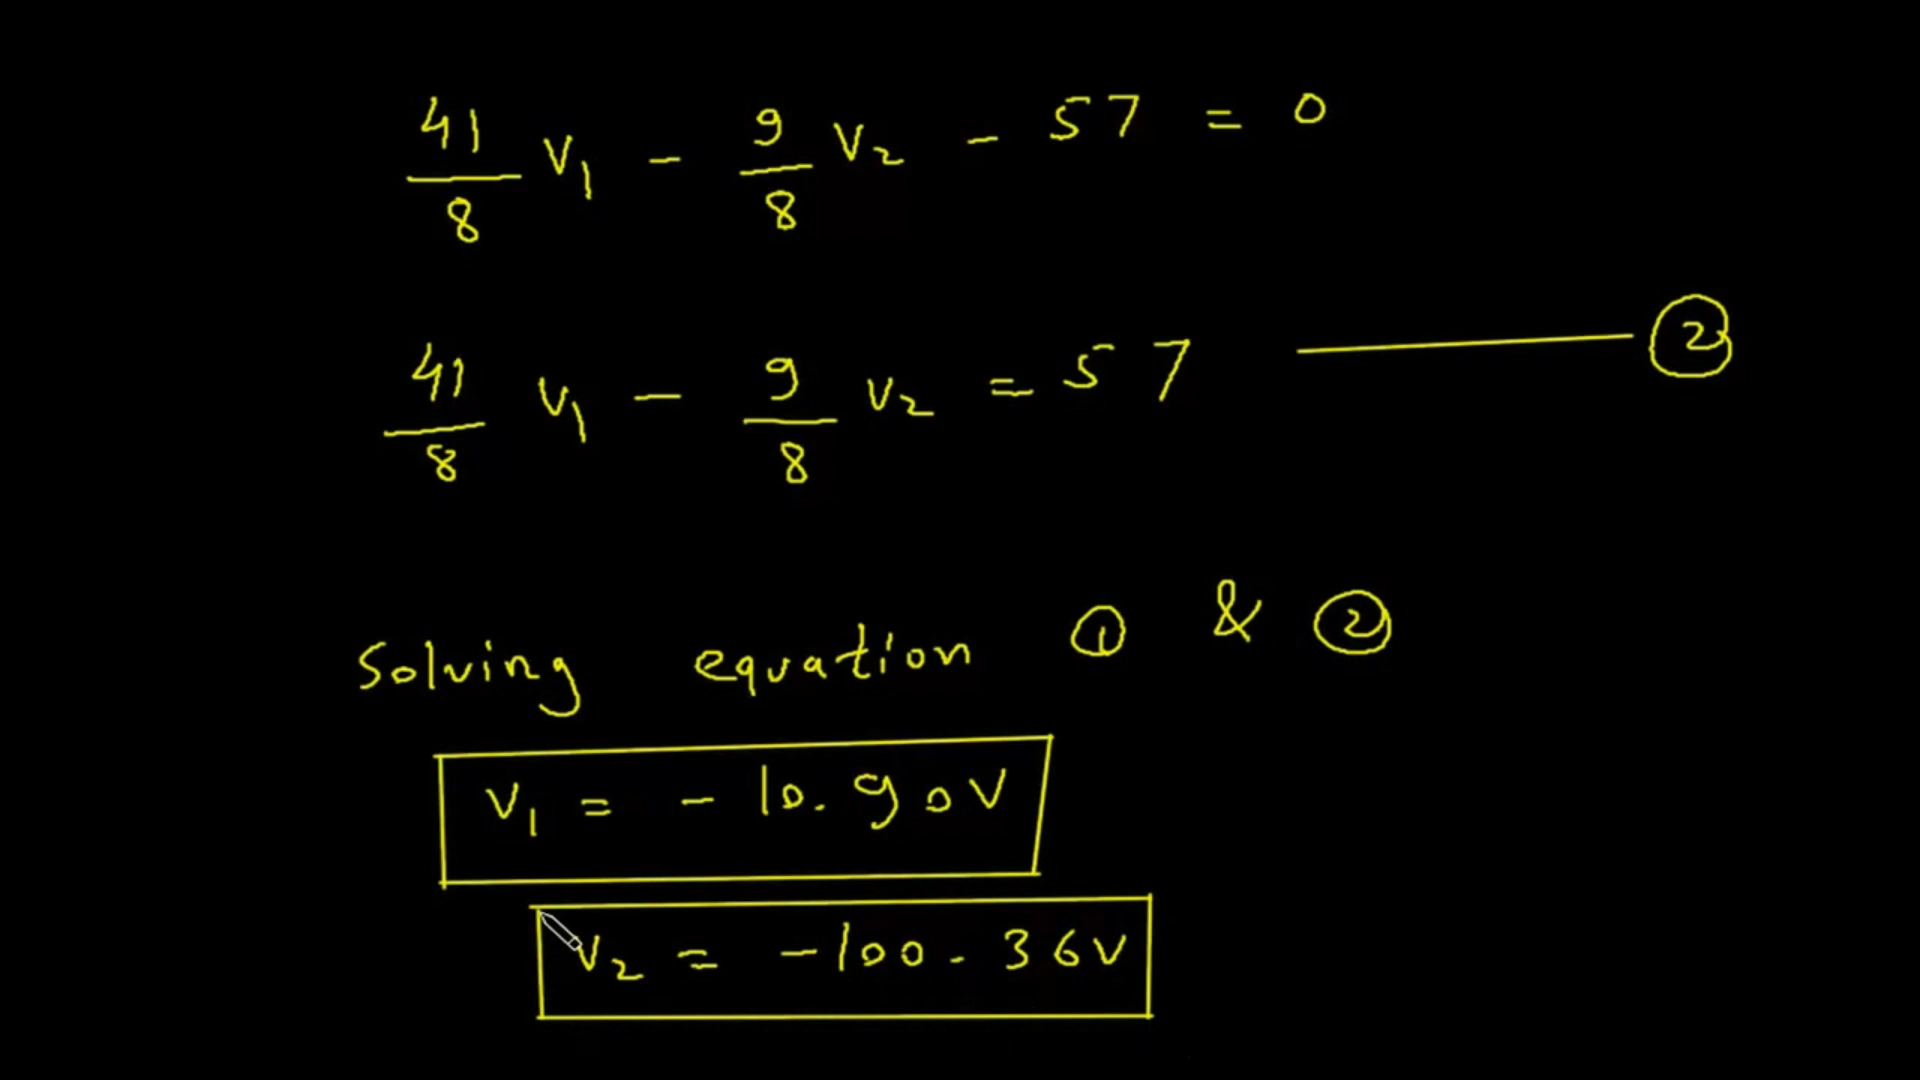 41/8 V₁ - 9/8 V₂ - 57 = 0
41/8 V₁ - 9/8 V₂ = 57 ——— ②
Solving equation ① & ②
V₁ = - 10.90V
V₂ = -100.36V